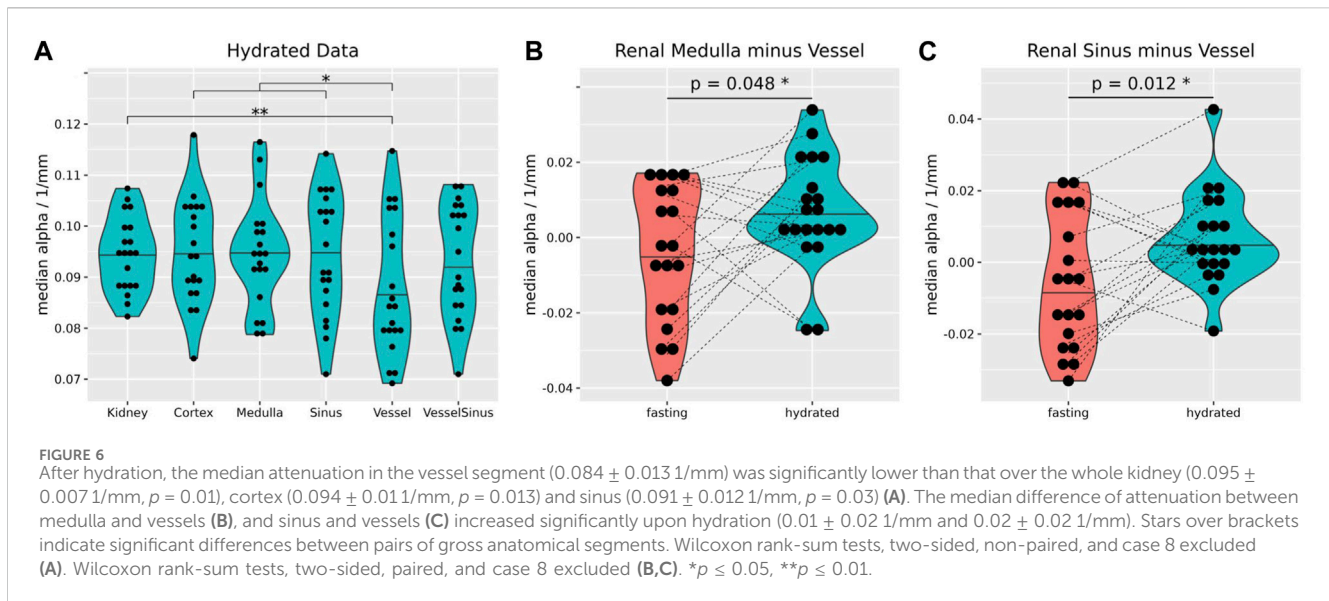 A
Hydrated Data
*
**
0.12
0.11
0.10
0.09
0.08
0.07
median alpha / 1/mm
Kidney Cortex Medulla Sinus Vessel VesselSinus
B
Renal Medulla minus Vessel
p = 0.048 *
0.02
0.00
-0.02
-0.04
median alpha / 1/mm
fasting hydrated
C
Renal Sinus minus Vessel
p = 0.012 *
0.04
0.02
0.00
-0.02
median alpha / 1/mm
fasting hydrated
FIGURE 6
After hydration, the median attenuation in the vessel segment (0.084 ± 0.013 1/mm) was significantly lower than that over the whole kidney (0.095 ±
0.007 1/mm, p = 0.01), cortex (0.094 ± 0.01 1/mm, p = 0.013) and sinus (0.091 ± 0.012 1/mm, p = 0.03) (A). The median difference of attenuation between
medulla and vessels (B), and sinus and vessels (C) increased significantly upon hydration (0.01 ± 0.02 1/mm and 0.02 ± 0.02 1/mm). Stars over brackets
indicate significant differences between pairs of gross anatomical segments. Wilcoxon rank-sum tests, two-sided, non-paired, and case 8 excluded
(A). Wilcoxon rank-sum tests, two-sided, paired, and case 8 excluded (B,C). *p ≤ 0.05, **p ≤ 0.01.